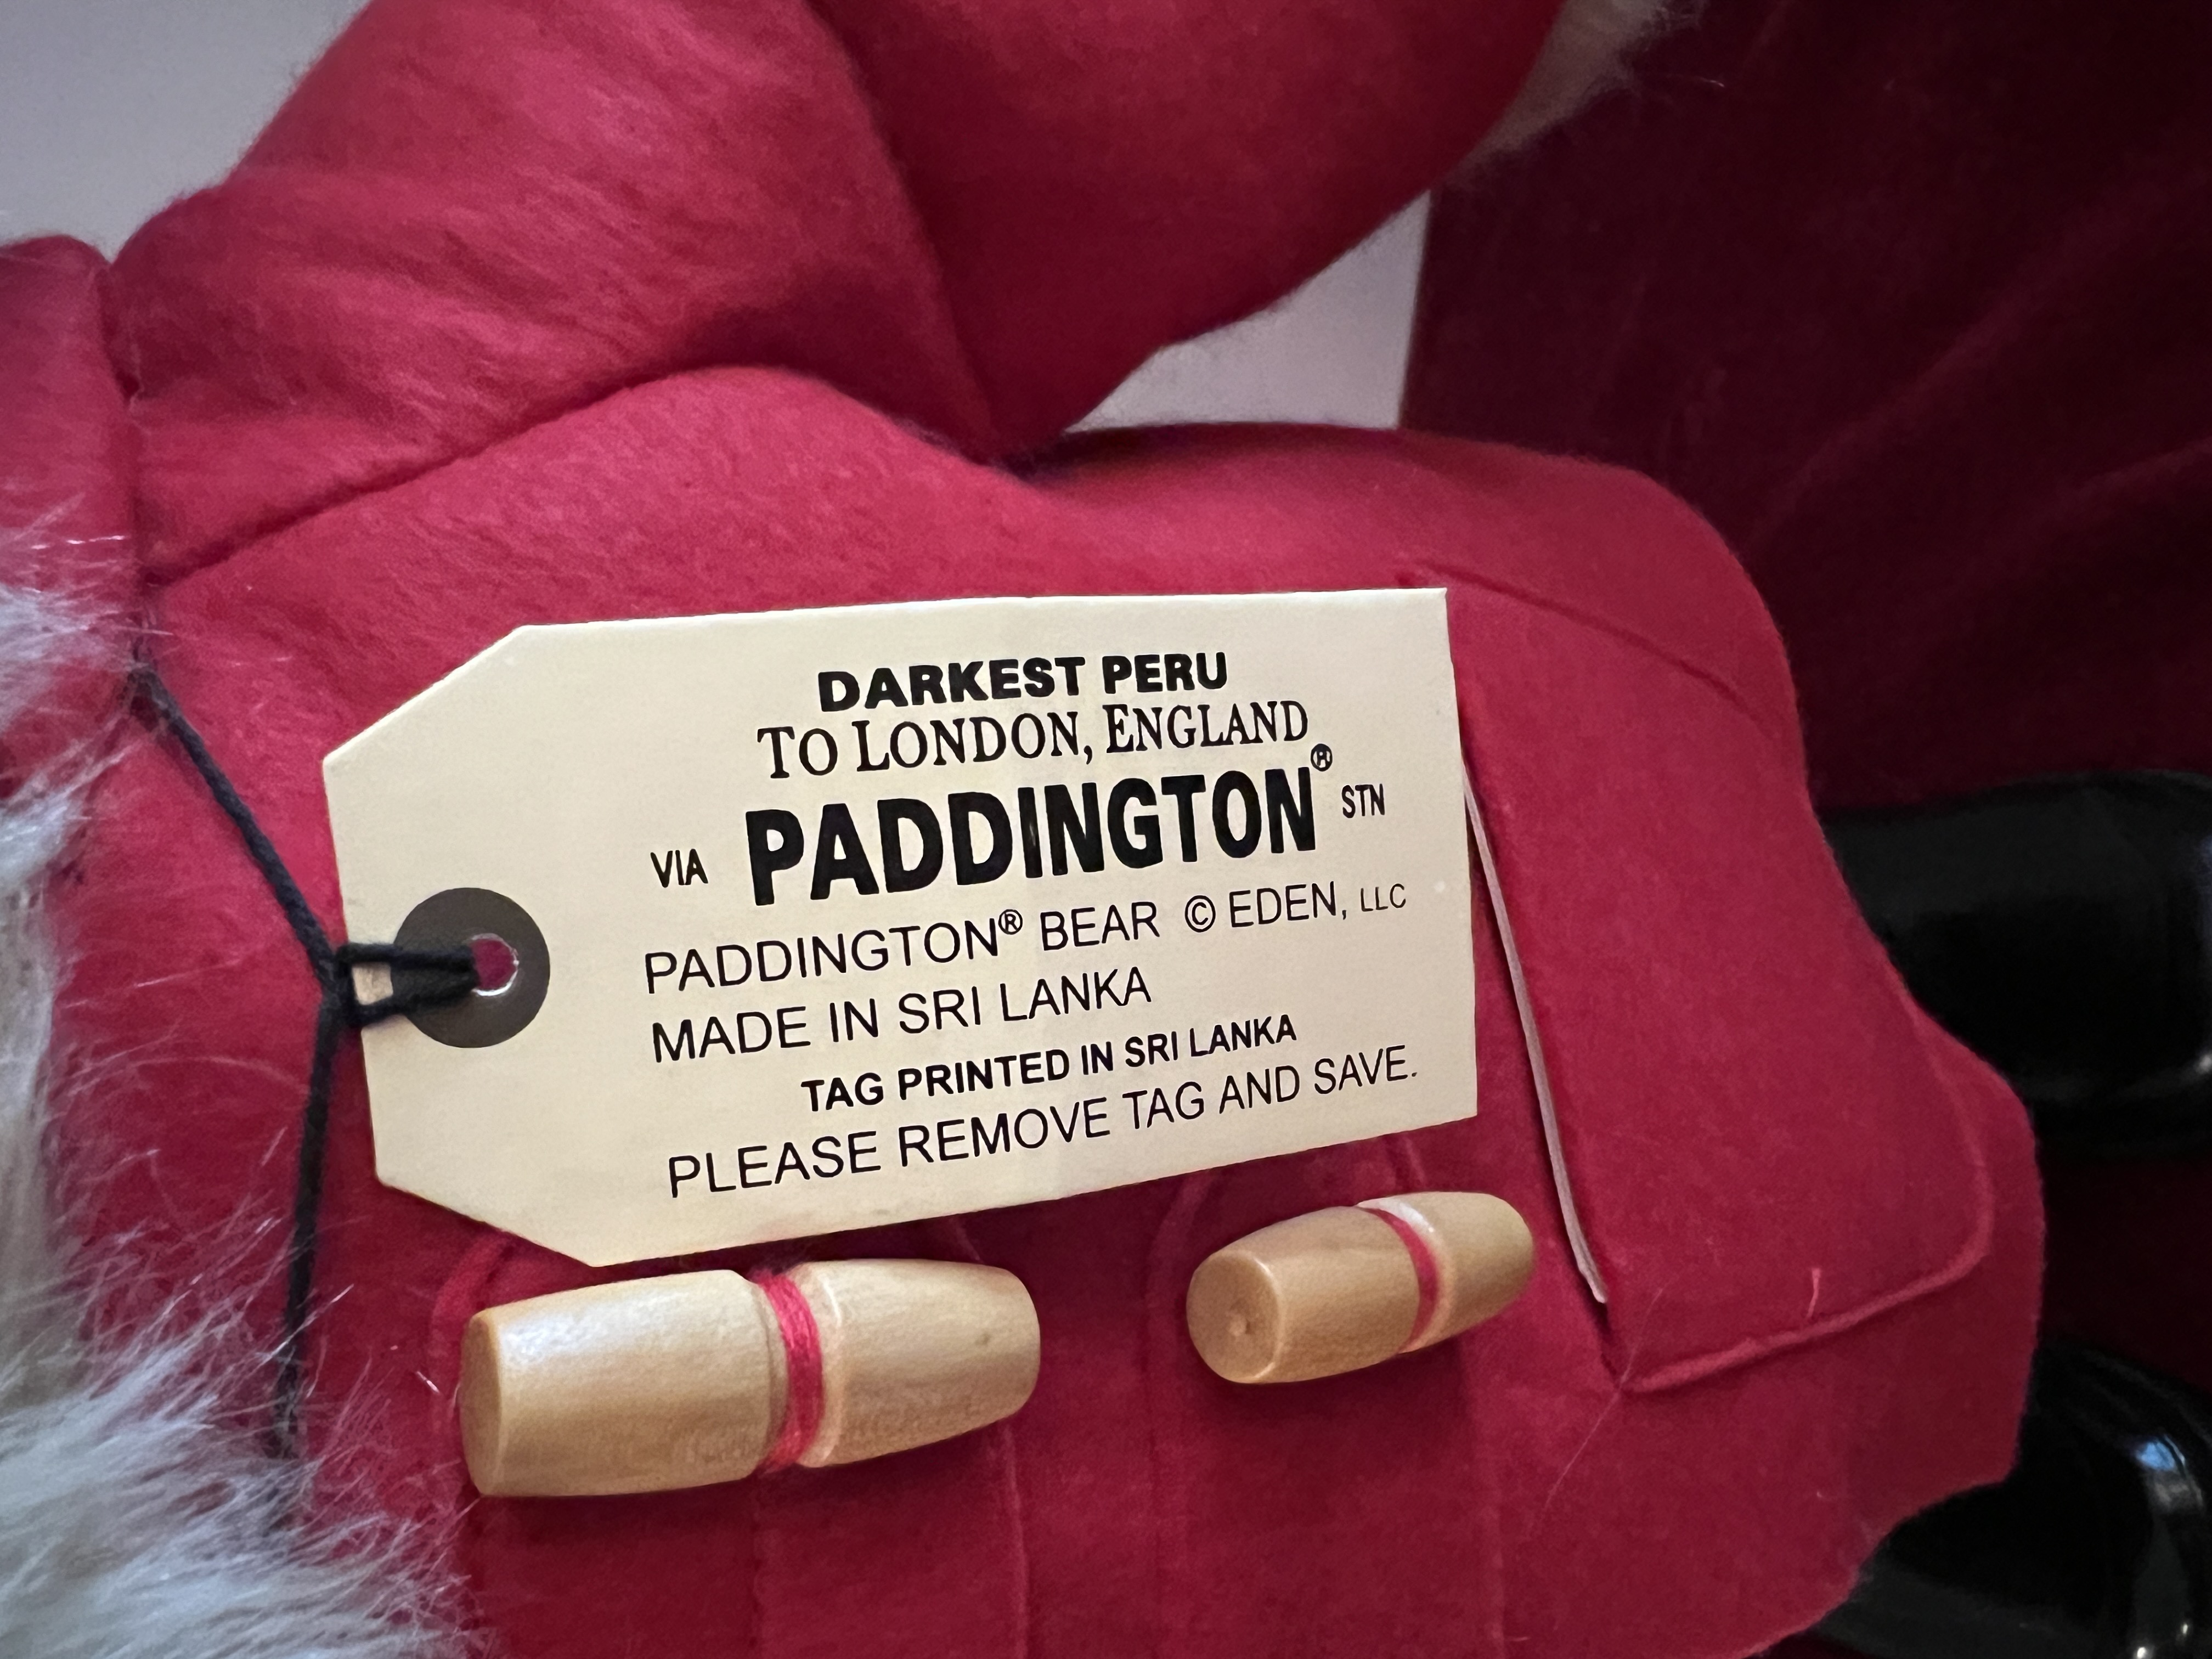 DARKEST PERU
TO LONDON, ENGLAND
VIA PADDINGTON® STN
PADDINGTON® BEAR © EDEN, LLC
MADE IN SRI LANKA
TAG PRINTED IN SRI LANKA
PLEASE REMOVE TAG AND SAVE.